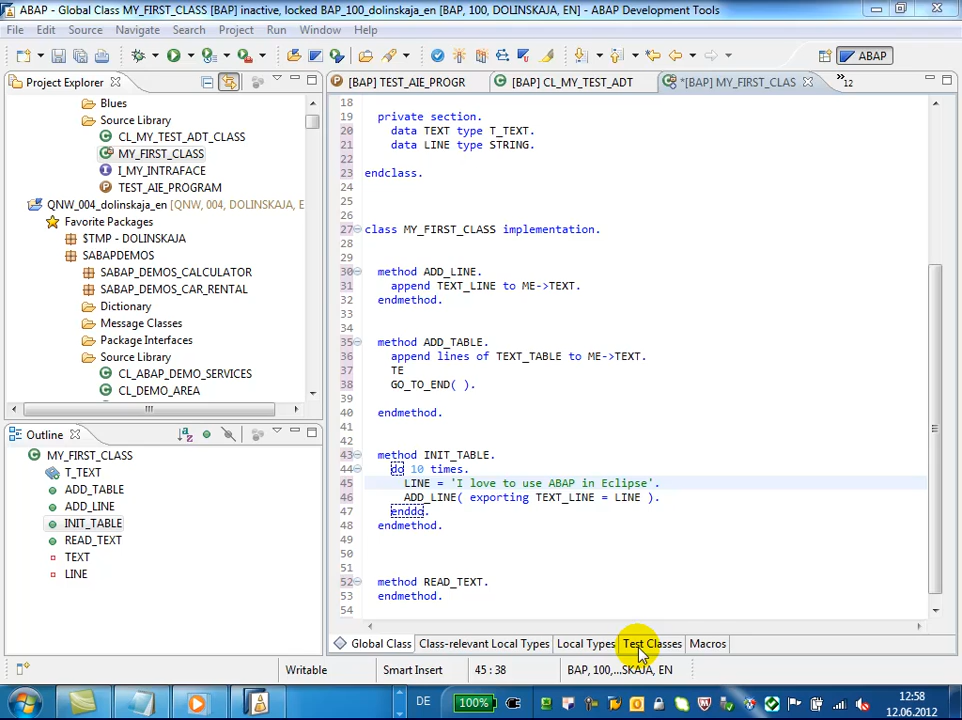 ABAP - Global Class MY_FIRST_CLASS [BAP] inactive, locked BAP_100_dolinskaja_en [BAP, 100, DOLINSKAJA, EN] - ABAP Development Tools
File Edit Source Navigate Search Project Run Window Help
ABAP
Project Explorer
[BAP] TEST_AIE_PROGR
[BAP] CL_MY_TEST_ADT
*[BAP] MY_FIRST_CLAS
12
Blues
Source Library
CL_MY_TEST_ADT_CLASS
MY_FIRST_CLASS
I_MY_INTRAFACE
TEST_AIE_PROGRAM
QNW_004_dolinskaja_en [QNW, 004, DOLINSKAJA, E
Favorite Packages
$TMP - DOLINSKAJA
SABAPDEMOS
SABAP_DEMOS_CALCULATOR
SABAP_DEMOS_CAR_RENTAL
Dictionary
Message Classes
Package Interfaces
Source Library
CL_ABAP_DEMO_SERVICES
CL_DEMO_AREA
Outline
MY_FIRST_CLASS
T_TEXT
ADD_TABLE
ADD_LINE
INIT_TABLE
READ_TEXT
TEXT
LINE
18
19 private section.
20 data TEXT type T_TEXT.
21 data LINE type STRING.
22
23 endclass.
24
25
26
27 class MY_FIRST_CLASS implementation.
28
29
30 method ADD_LINE.
31 append TEXT_LINE to ME->TEXT.
32 endmethod.
33
34
35 method ADD_TABLE.
36 append lines of TEXT_TABLE to ME->TEXT.
37 TE
38 GO_TO_END( ).
39
40 endmethod.
41
42
43 method INIT_TABLE.
44 do 10 times.
45 LINE = 'I love to use ABAP in Eclipse'.
46 ADD_LINE( exporting TEXT_LINE = LINE ).
47 enddo.
48 endmethod.
49
50
51
52 method READ_TEXT.
53 endmethod.
54
Global Class Class-relevant Local Types Local Types Test Classes Macros
Writable Smart Insert 45 : 38 BAP, 100,...SKAJA, EN
DE 100% 12:58
12.06.2012